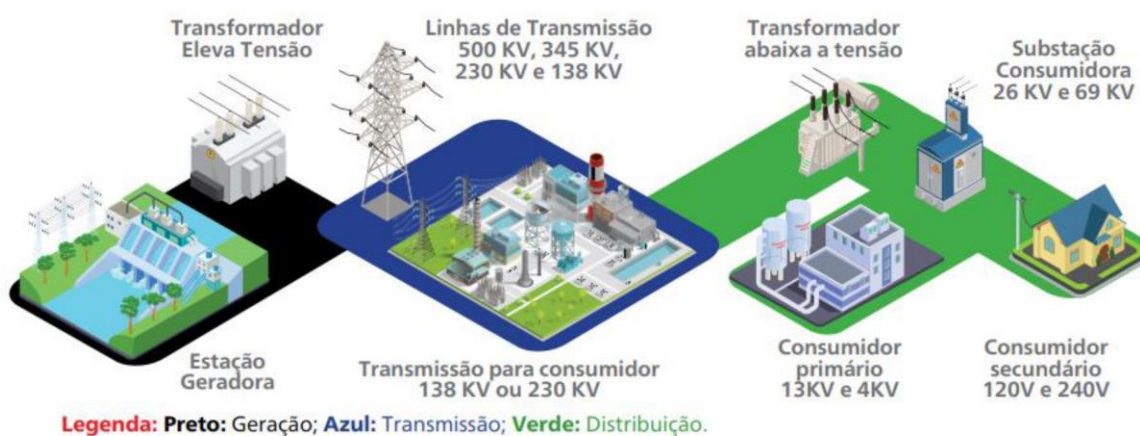 Transformador
Eleva Tensão
Linhas de Transmissão
500 KV, 345 KV,
230 KV e 138 KV
Transformador
abaixa a tensão
Substação
Consumidora
26 KV e 69 KV
Estação
Geradora
Transmissão para consumidor
138 KV ou 230 KV
Consumidor
primário
13KV e 4KV
Consumidor
secundário
120V e 240V
Legenda: Preto: Geração; Azul: Transmissão; Verde: Distribuição.